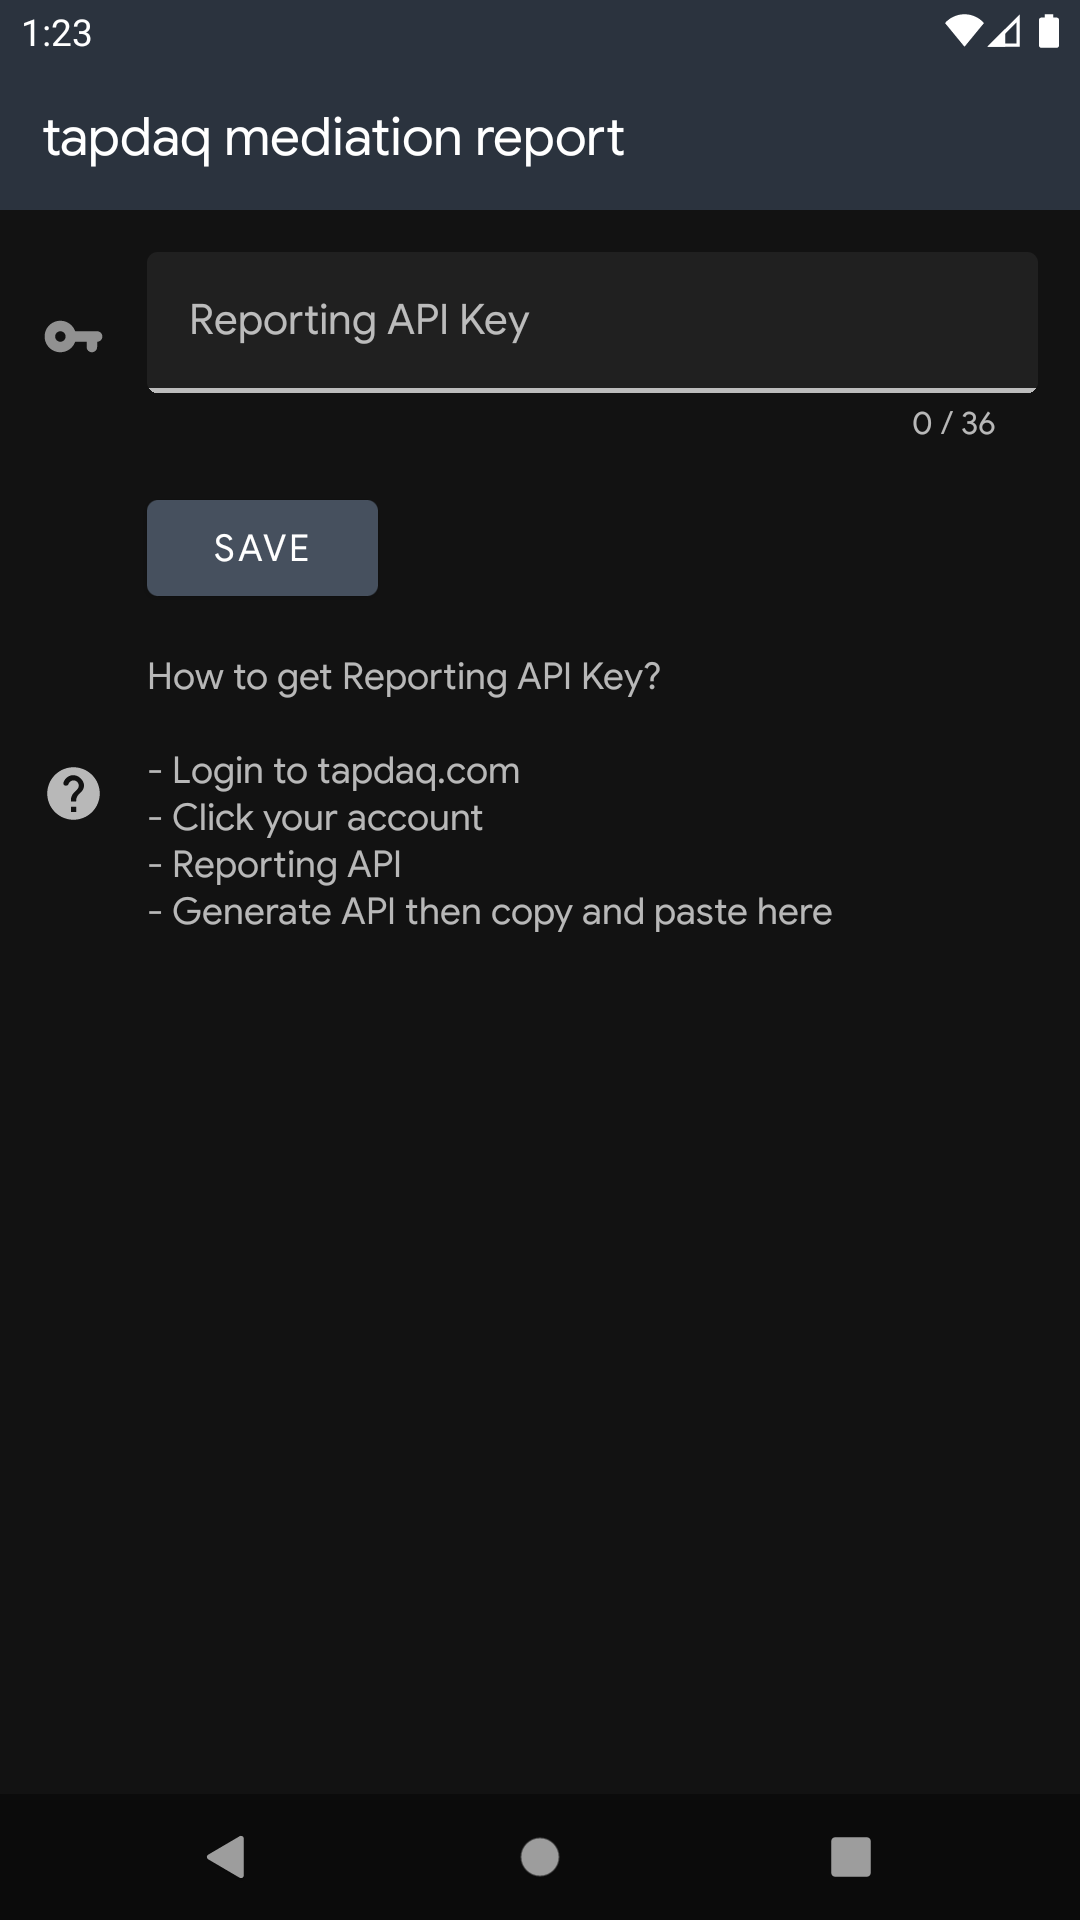 1:23
tapdaq mediation report
Reporting API Key
0 / 36
SAVE
How to get Reporting API Key?
- Login to tapdaq.com
- Click your account
- Reporting API
- Generate API then copy and paste here